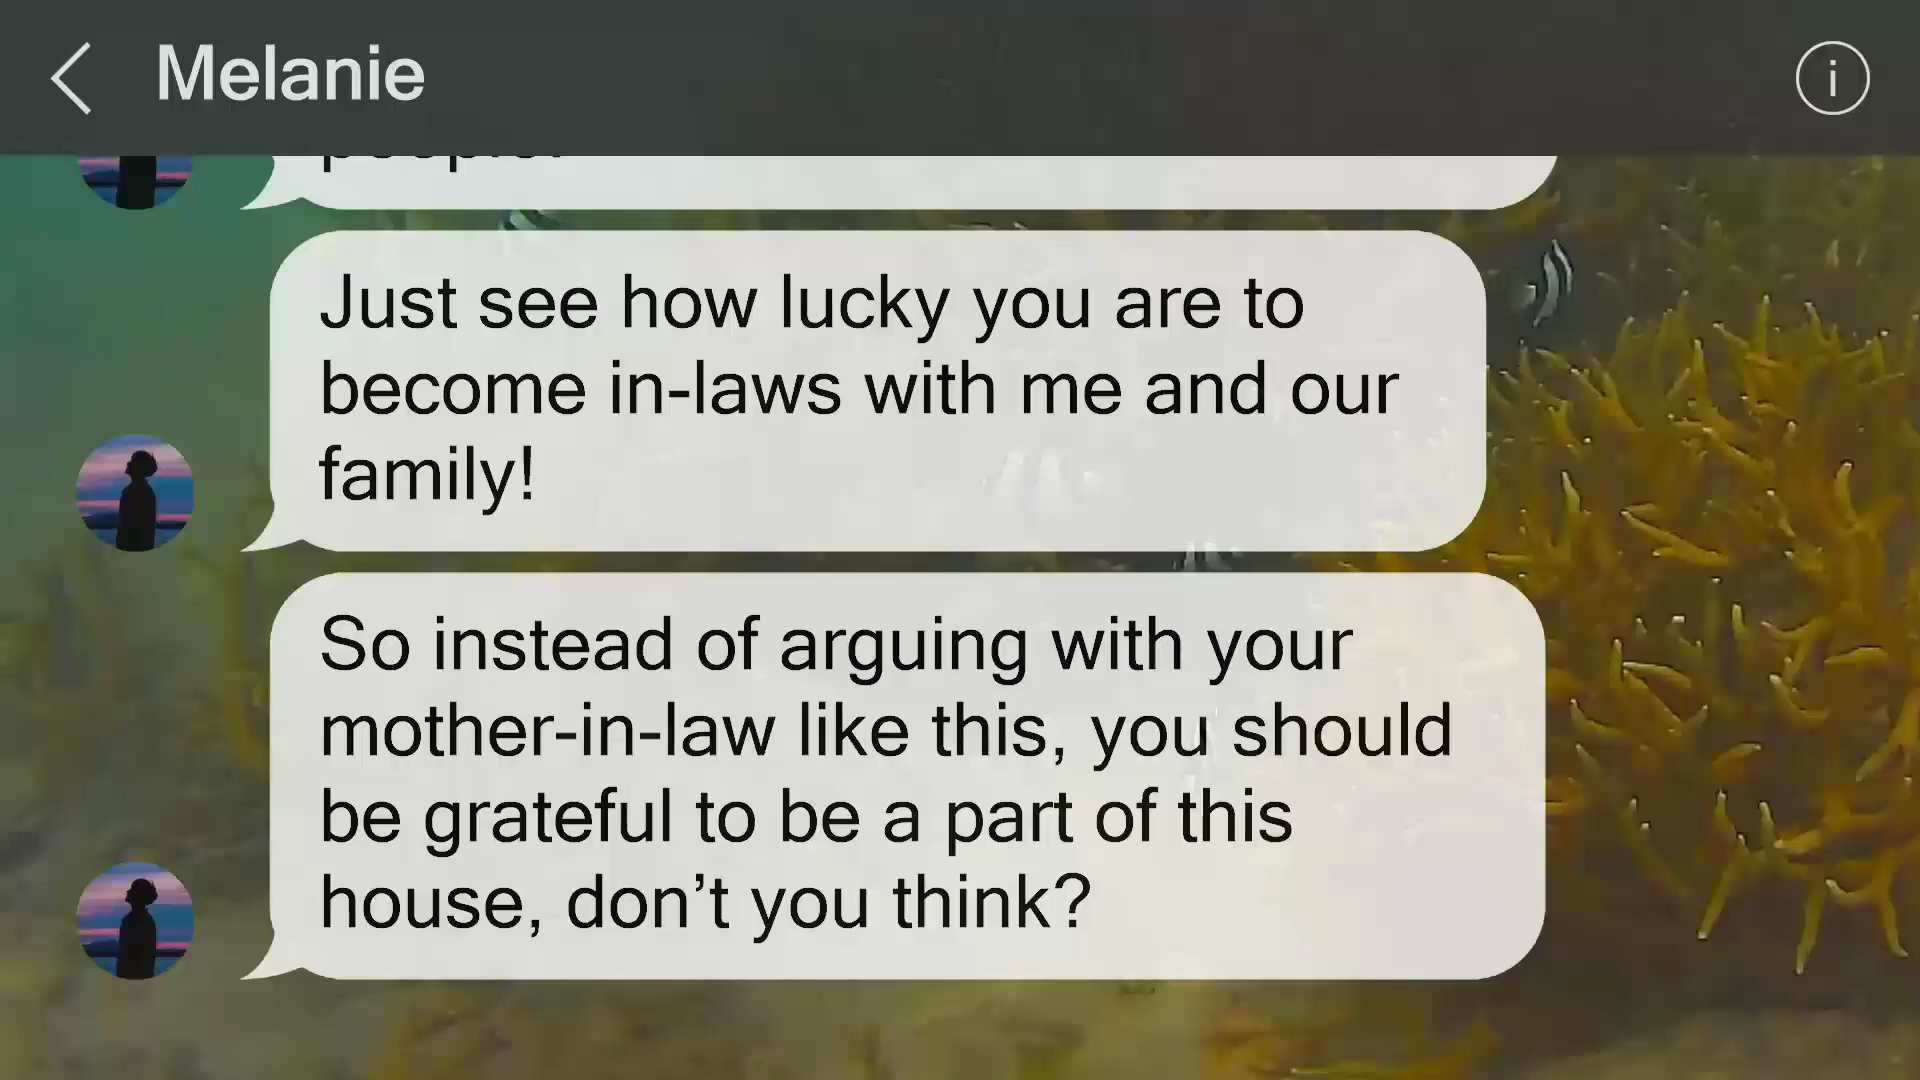 Melanie
Just see how lucky you are to
become in-laws with me and our
family!
So instead of arguing with your
mother-in-law like this, you should
be grateful to be a part of this
house, don’t you think?